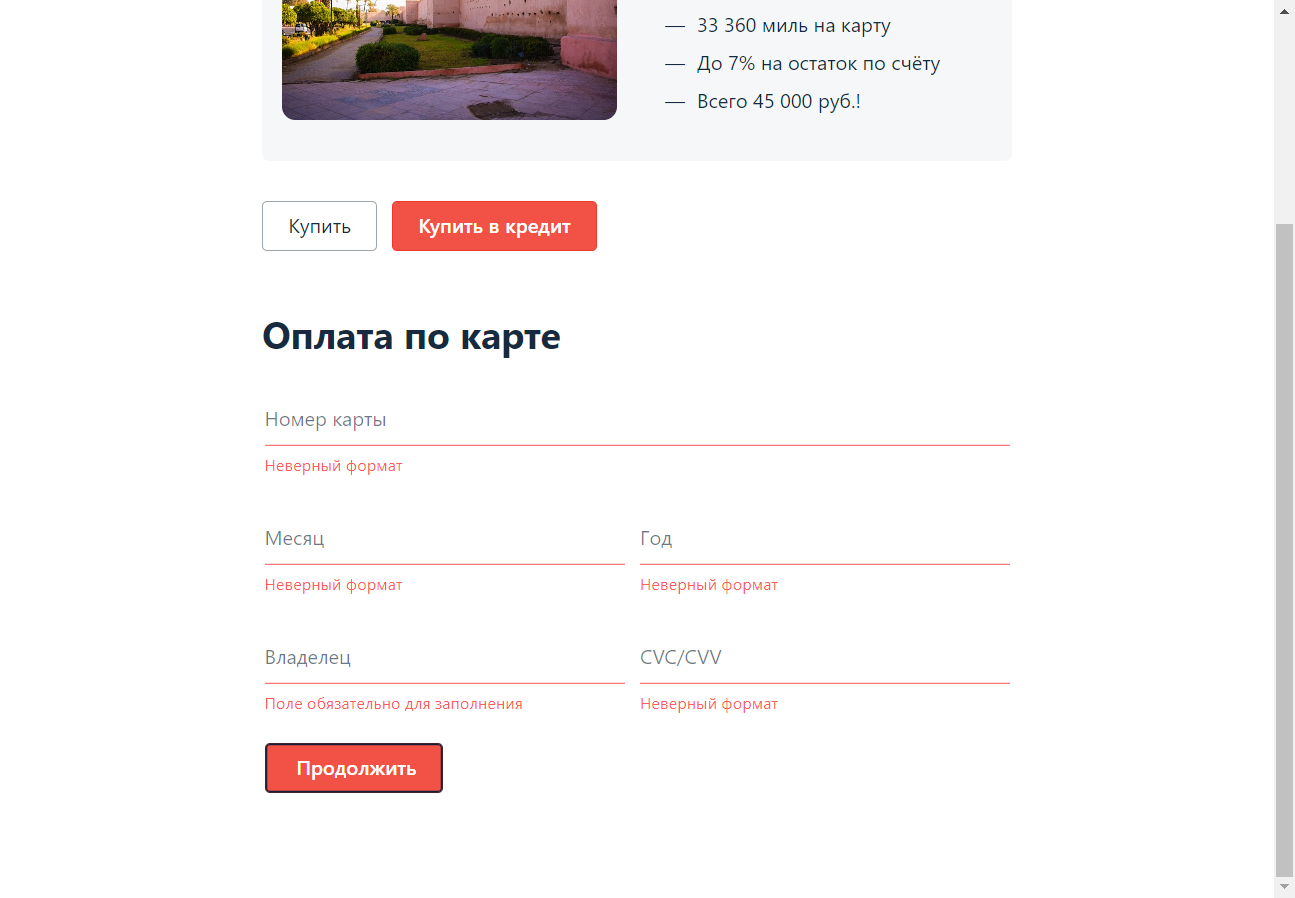 — 33 360 миль на карту
— До 7% на остаток по счёту
— Всего 45 000 руб.!
Купить
Купить в кредит
Оплата по карте
Номер карты
Неверный формат
Месяц
Год
Неверный формат
Неверный формат
Владелец
CVC/CVV
Поле обязательно для заполнения
Неверный формат
Продолжить